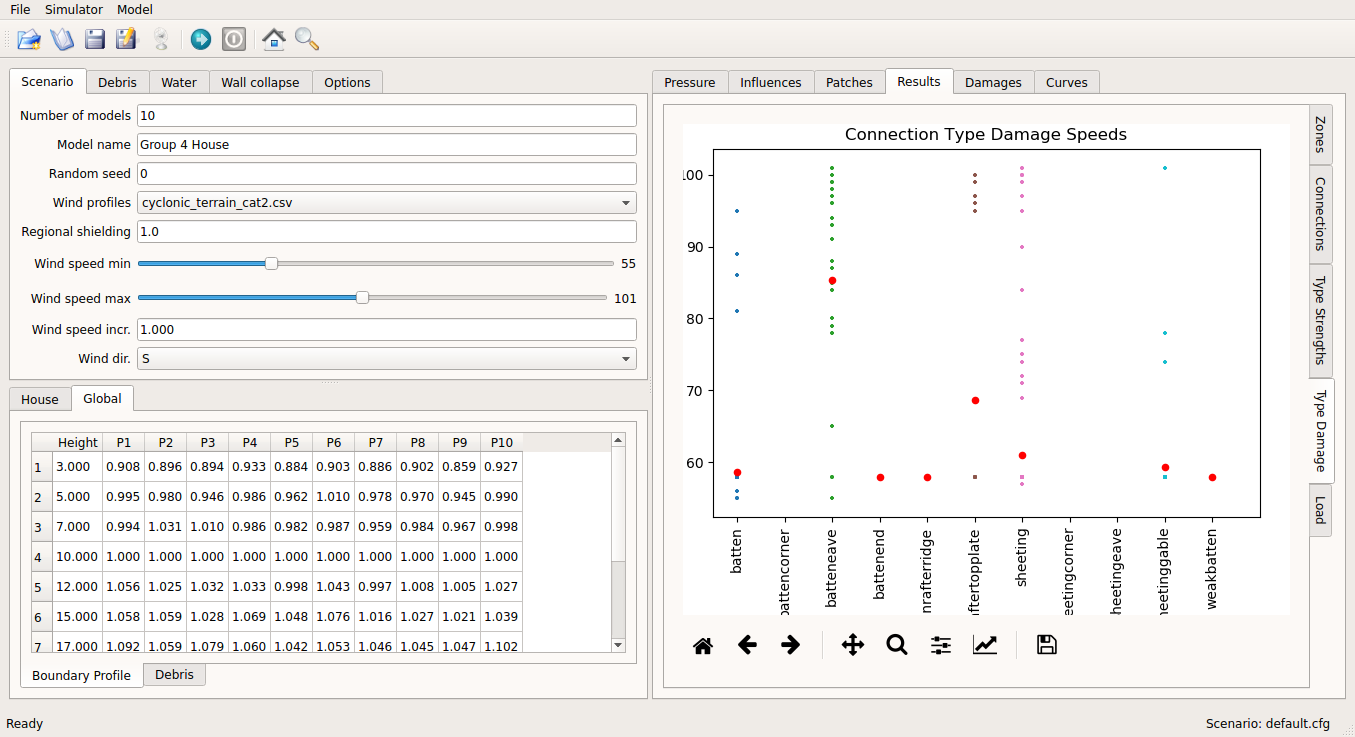 File Simulator Model
Scenario Debris Water Wall collapse Options
Number of models 10
Model name Group 4 House
Random seed 0
Wind profiles cyclonic_terrain_cat2.csv
Regional shielding 1.0
Wind speed min 55
Wind speed max 101
Wind speed incr. 1.000
Wind dir. S
House Global
Height P1 P2 P3 P4 P5 P6 P7 P8 P9 P10
1 3.000 0.908 0.896 0.894 0.933 0.884 0.903 0.886 0.902 0.859 0.927
2 5.000 0.995 0.980 0.946 0.986 0.962 1.010 0.978 0.970 0.945 0.990
3 7.000 0.994 1.031 1.010 0.986 0.982 0.987 0.959 0.984 0.967 0.998
4 10.000 1.000 1.000 1.000 1.000 1.000 1.000 1.000 1.000 1.000 1.000
5 12.000 1.056 1.025 1.032 1.033 0.998 1.043 0.997 1.008 1.005 1.027
6 15.000 1.058 1.059 1.028 1.069 1.048 1.076 1.016 1.027 1.021 1.039
7 17.000 1.092 1.059 1.079 1.060 1.042 1.053 1.046 1.045 1.047 1.102
Boundary Profile Debris
Pressure Influences Patches Results Damages Curves
Connection Type Damage Speeds
100
90
80
70
60
batten
battencorner
batteneave
battenend
nrafterridge
aftertopplate
sheeting
eetingcorner
heetingeave
heetinggable
weakbatten
Zones
Connections
Type Strengths
Type Damage
Load
Ready
Scenario: default.cfg